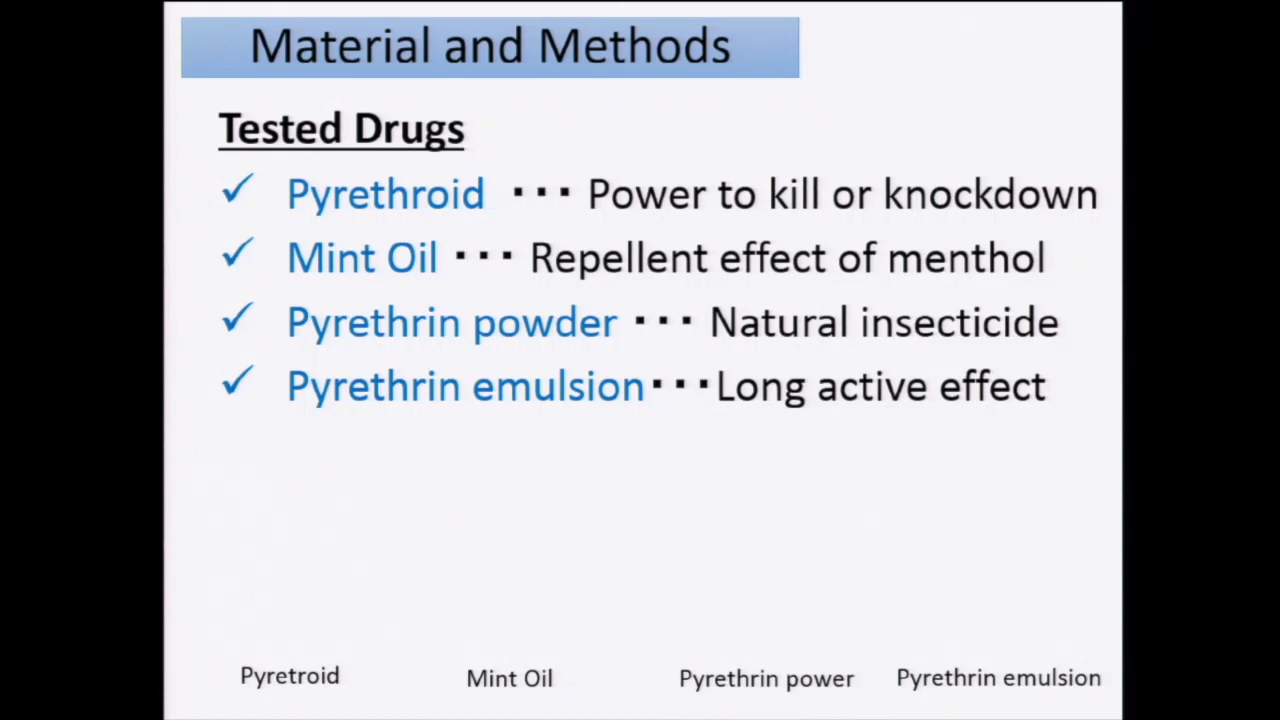 Material and Methods
Tested Drugs
✓ Pyrethroid ･･･ Power to kill or knockdown
✓ Mint Oil ･･･ Repellent effect of menthol
✓ Pyrethrin powder ･･･ Natural insecticide
✓ Pyrethrin emulsion･･･Long active effect
Pyretroid Mint Oil Pyrethrin power Pyrethrin emulsion